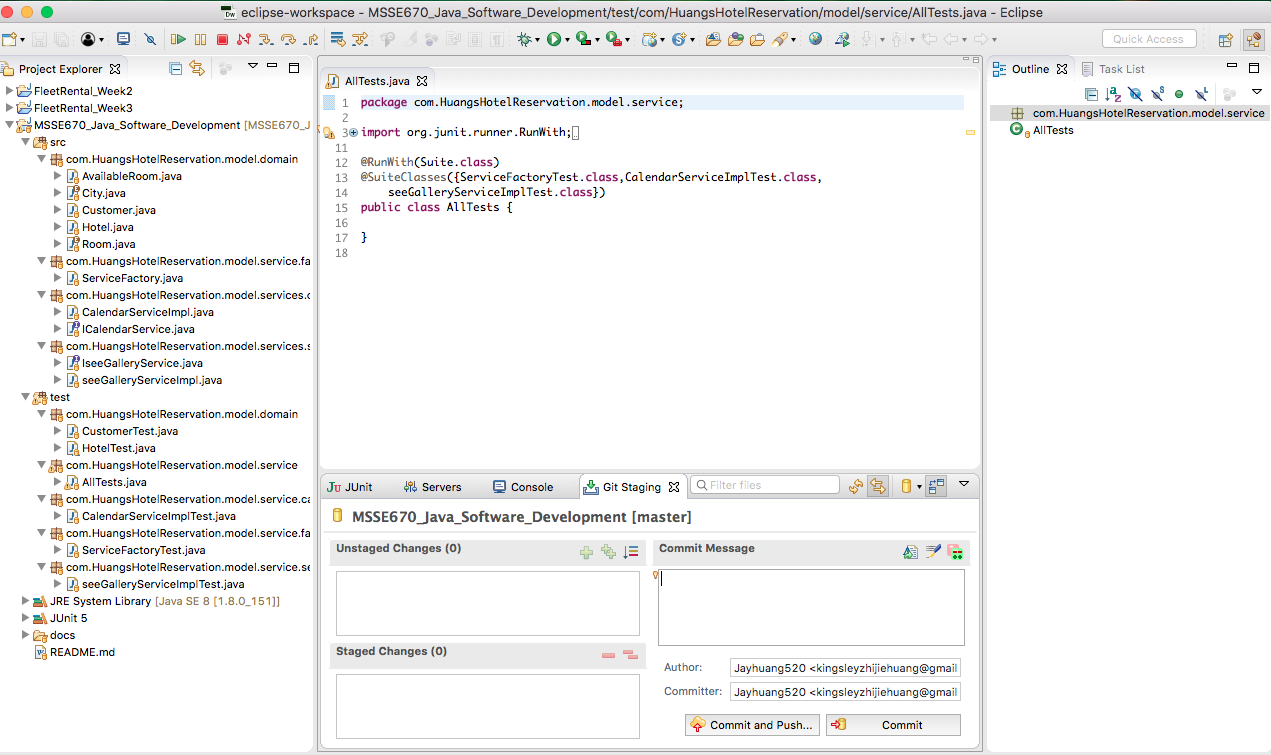 eclipse-workspace - MSSE670_Java_Software_Development/test/com/HuangsHotelReservation/model/service/AllTests.java - Eclipse
Quick Access
Project Explorer
FleetRental_Week2
FleetRental_Week3
MSSE670_Java_Software_Development [MSSE670_J
src
com.HuangsHotelReservation.model.domain
AvailableRoom.java
City.java
Customer.java
Hotel.java
Room.java
com.HuangsHotelReservation.model.service.fa
ServiceFactory.java
com.HuangsHotelReservation.model.services.c
CalendarServiceImpl.java
ICalendarService.java
com.HuangsHotelReservation.model.services.s
IseeGalleryService.java
seeGalleryServiceImpl.java
test
com.HuangsHotelReservation.model.domain
CustomerTest.java
HotelTest.java
com.HuangsHotelReservation.model.service
AllTests.java
com.HuangsHotelReservation.model.service.ca
CalendarServiceImplTest.java
com.HuangsHotelReservation.model.service.fa
ServiceFactoryTest.java
com.HuangsHotelReservation.model.service.se
seeGalleryServiceImplTest.java
JRE System Library [Java SE 8 [1.8.0_151]]
JUnit 5
docs
README.md
AllTests.java
1 package com.HuangsHotelReservation.model.service;
2
3 import org.junit.runner.RunWith;
11
12 @RunWith(Suite.class)
13 @SuiteClasses({ServiceFactoryTest.class,CalendarServiceImplTest.class,
14 seeGalleryServiceImplTest.class})
15 public class AllTests {
16
17 }
18
Outline Task List
com.HuangsHotelReservation.model.service
AllTests
JUnit Servers Console Git Staging Filter files
MSSE670_Java_Software_Development [master]
Unstaged Changes (0)
Staged Changes (0)
Commit Message
Author: Jayhuang520 <kingsleyzhijiehuang@gmail
Committer: Jayhuang520 <kingsleyzhijiehuang@gmail
Commit and Push... Commit